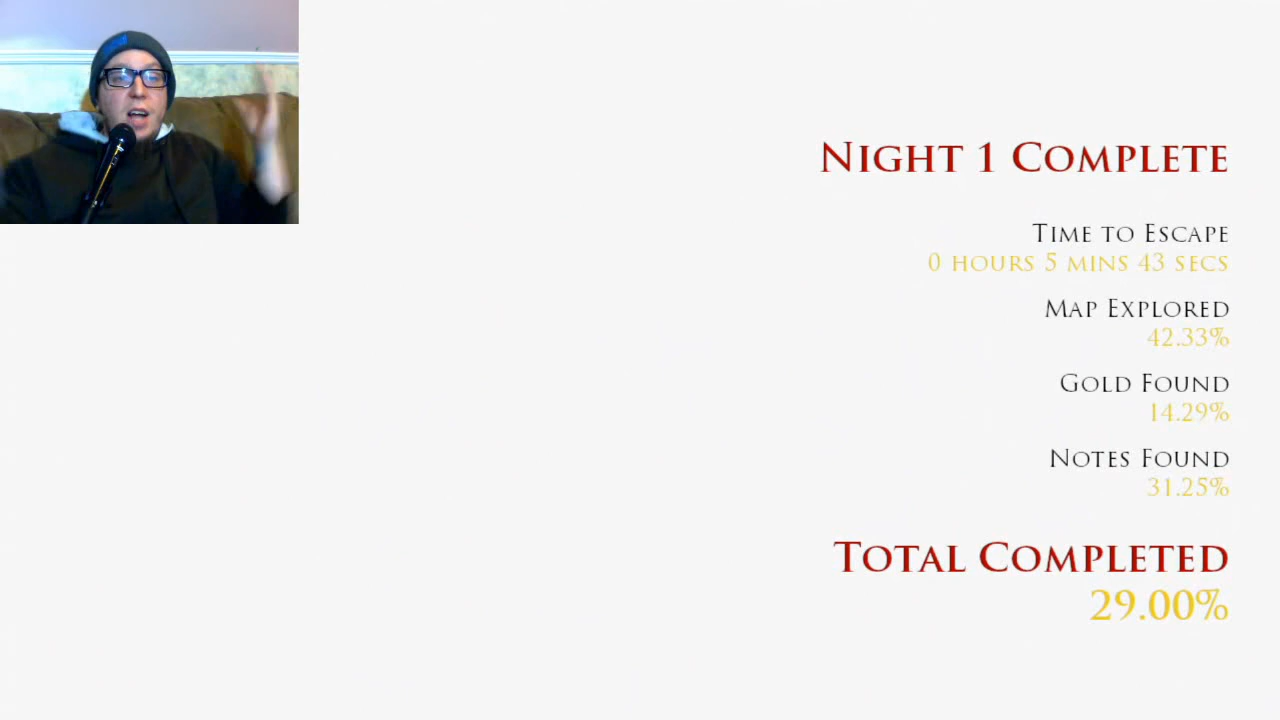 Night 1 Complete
Time to Escape
0 hours 5 mins 43 secs
Map Explored
42.33%
Gold Found
14.29%
Notes Found
31.25%
Total Completed
29.00%